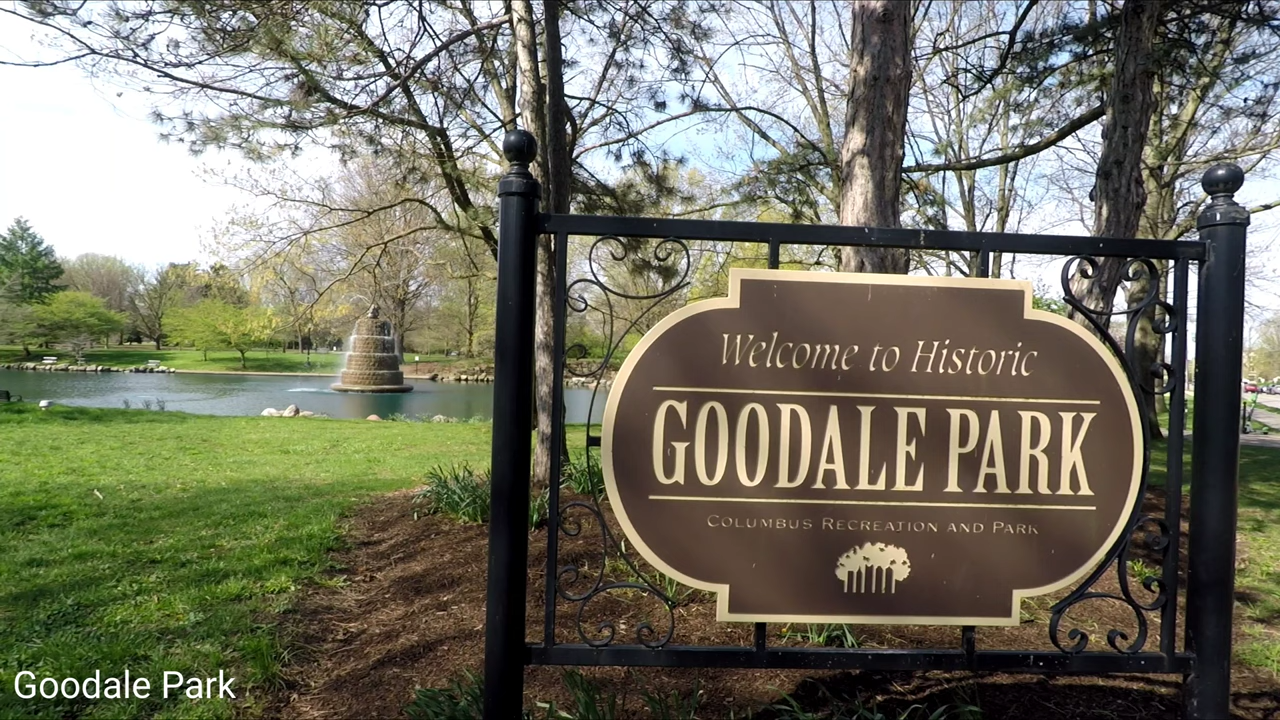 Welcome to Historic
GOODALE PARK
COLUMBUS RECREATION AND PARK
Goodale Park